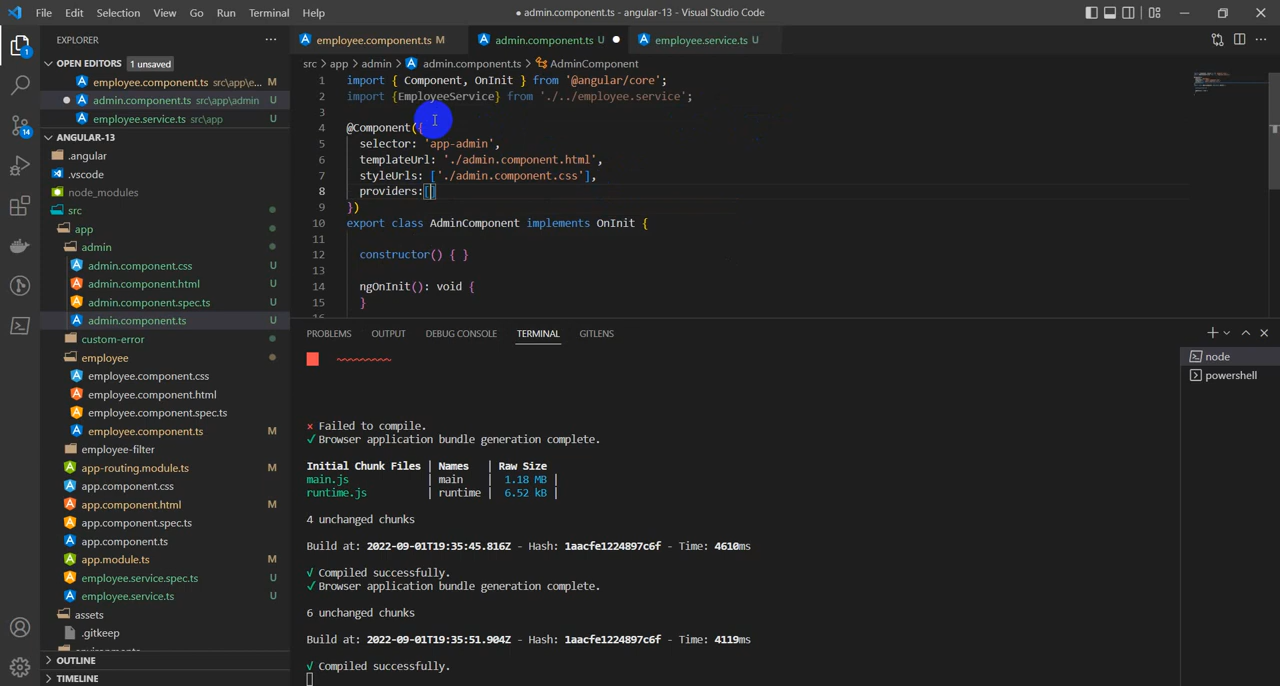 File Edit Selection View Go Run Terminal Help
● admin.component.ts - angular-13 - Visual Studio Code
EXPLORER
OPEN EDITORS 1 unsaved
employee.component.ts src\app\e... M
admin.component.ts src\app\admin U
employee.service.ts src\app U
ANGULAR-13
.angular
.vscode
node_modules
src
app
admin
admin.component.css U
admin.component.html U
admin.component.spec.ts U
admin.component.ts U
custom-error
employee
employee.component.css
employee.component.html
employee.component.spec.ts
employee.component.ts M
employee-filter
app-routing.module.ts M
app.component.css
app.component.html M
app.component.spec.ts
app.component.ts
app.module.ts M
employee.service.spec.ts U
employee.service.ts U
assets
.gitkeep
environments
OUTLINE
TIMELINE
1
14
employee.component.ts M
admin.component.ts U
employee.service.ts U
src > app > admin > admin.component.ts > AdminComponent
1 import { Component, OnInit } from '@angular/core';
2 import {EmployeeService} from './../employee.service';
3
4 @Component({
5 selector: 'app-admin',
6 templateUrl: './admin.component.html',
7 styleUrls: ['./admin.component.css'],
8 providers:[]
9 })
10 export class AdminComponent implements OnInit {
11
12 constructor() { }
13
14 ngOnInit(): void {
15 }
16
PROBLEMS OUTPUT DEBUG CONSOLE TERMINAL GITLENS
node
powershell
× Failed to compile.
√ Browser application bundle generation complete.
Initial Chunk Files | Names | Raw Size
main.js | main | 1.18 MB |
runtime.js | runtime | 6.52 kB |
4 unchanged chunks
Build at: 2022-09-01T19:35:45.816Z - Hash: 1aacfe1224897c6f - Time: 4610ms
√ Compiled successfully.
√ Browser application bundle generation complete.
6 unchanged chunks
Build at: 2022-09-01T19:35:51.904Z - Hash: 1aacfe1224897c6f - Time: 4119ms
√ Compiled successfully.